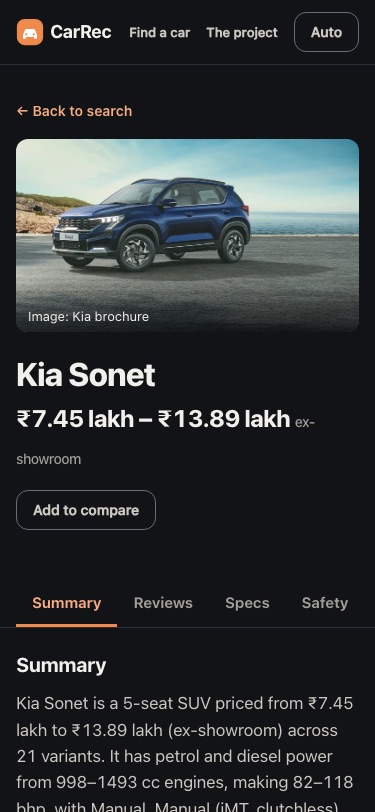 CarRec Find a car The project Auto
← Back to search
Image: Kia brochure
Kia Sonet
₹7.45 lakh – ₹13.89 lakh ex-
showroom
Add to compare
Summary Reviews Specs Safety
Summary
Kia Sonet is a 5-seat SUV priced from ₹7.45
lakh to ₹13.89 lakh (ex-showroom) across
21 variants. It has petrol and diesel power
from 998–1493 cc engines, making 82–118
bhp, with Manual, Manual (iMT, clutchless)